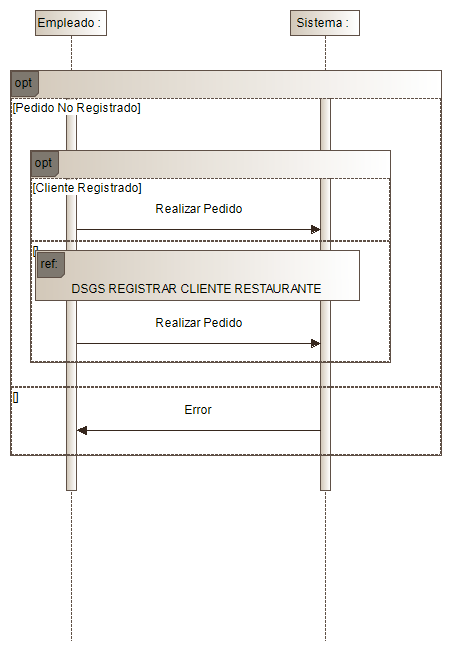 Empleado :
Sistema :
opt
[Pedido No Registrado]
opt
[Cliente Registrado]
Realizar Pedido
[]
ref:
DSGS REGISTRAR CLIENTE RESTAURANTE
Realizar Pedido
[]
Error